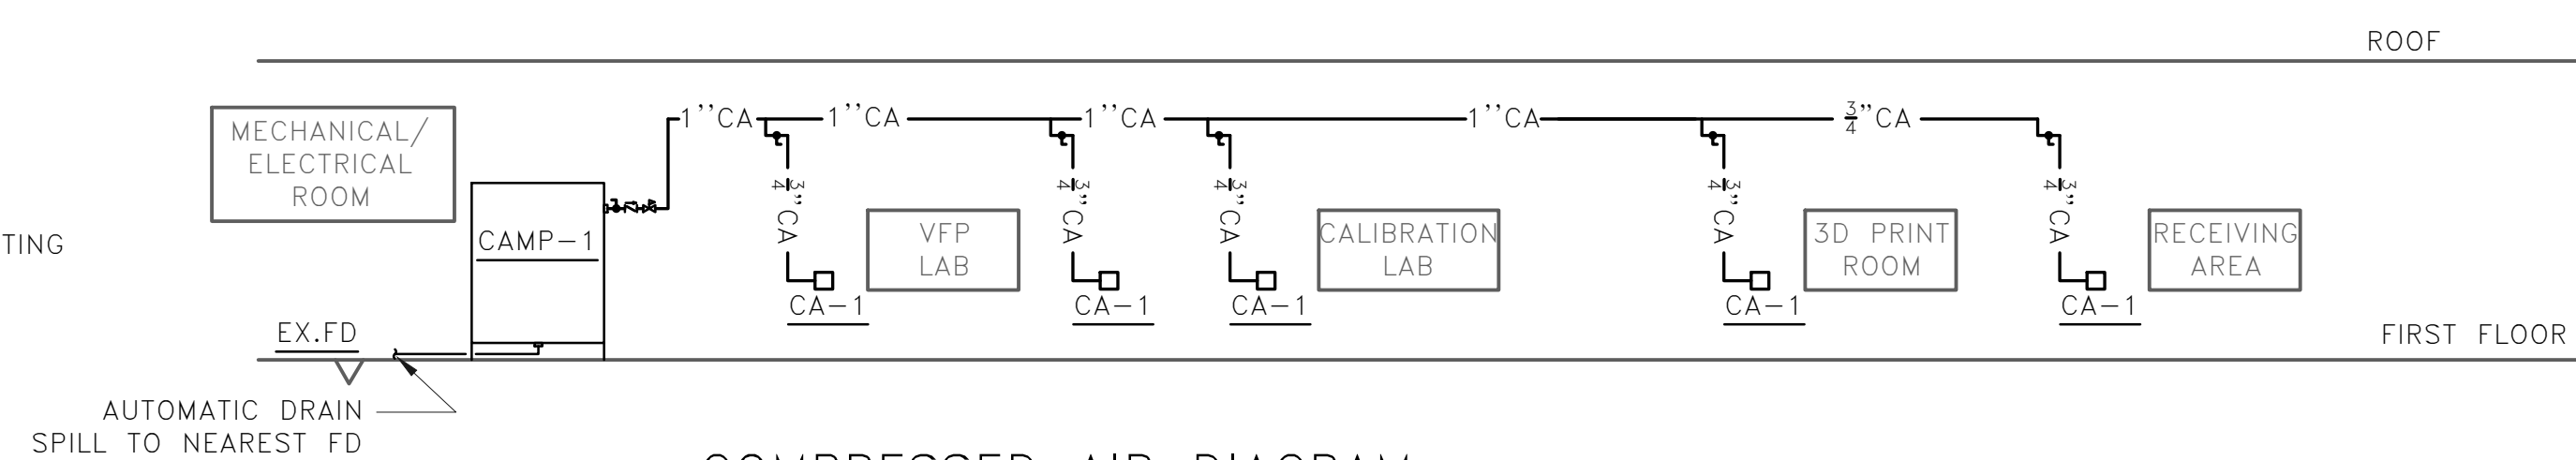 ROOF
1"CA
1"CA
1"CA
1"CA
3/4"CA
MECHANICAL/
ELECTRICAL
ROOM
3/4"CA
3/4"CA
3/4"CA
3/4"CA
3/4"CA
TING
CAMP-1
VFP
LAB
CALIBRATION
LAB
3D PRINT
ROOM
RECEIVING
AREA
CA-1
CA-1
CA-1
CA-1
CA-1
EX.FD
FIRST FLOOR
AUTOMATIC DRAIN
SPILL TO NEAREST FD
COMPRESSED AIR DIAGRAM